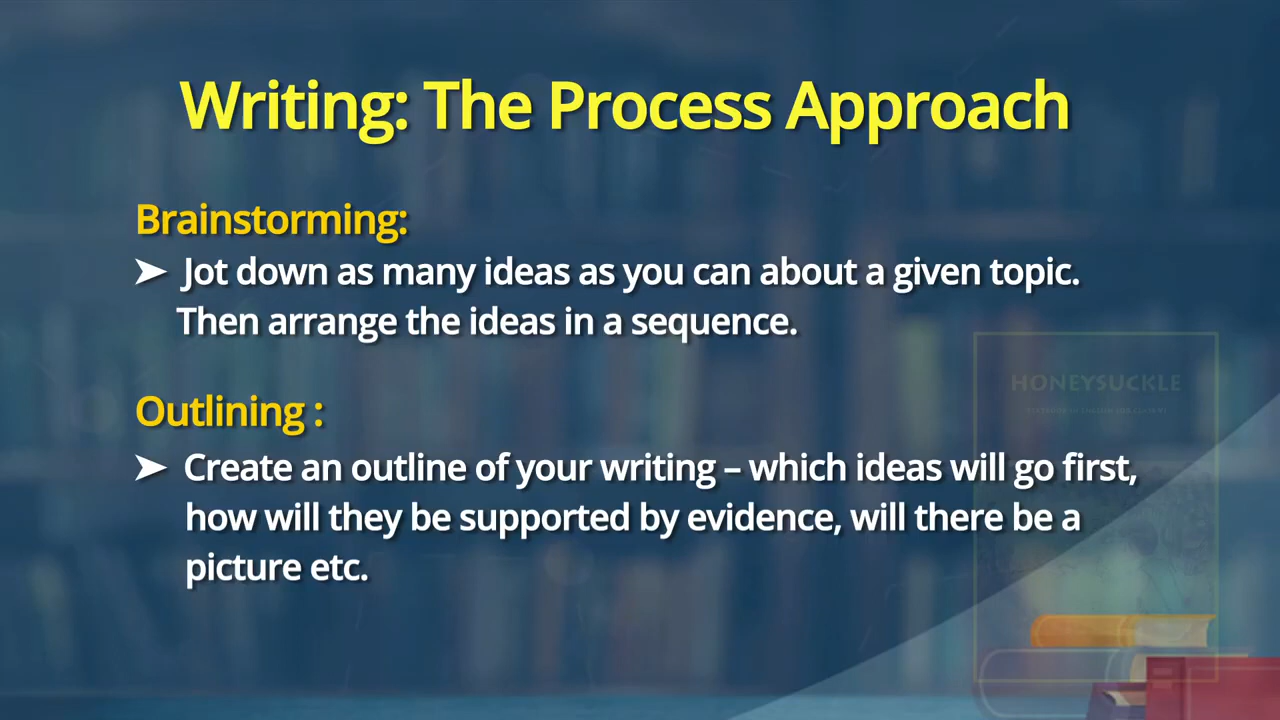 Writing: The Process Approach
Brainstorming:
➤ Jot down as many ideas as you can about a given topic.
Then arrange the ideas in a sequence.
Outlining :
➤ Create an outline of your writing – which ideas will go first,
how will they be supported by evidence, will there be a
picture etc.
HONEYSUCKLE